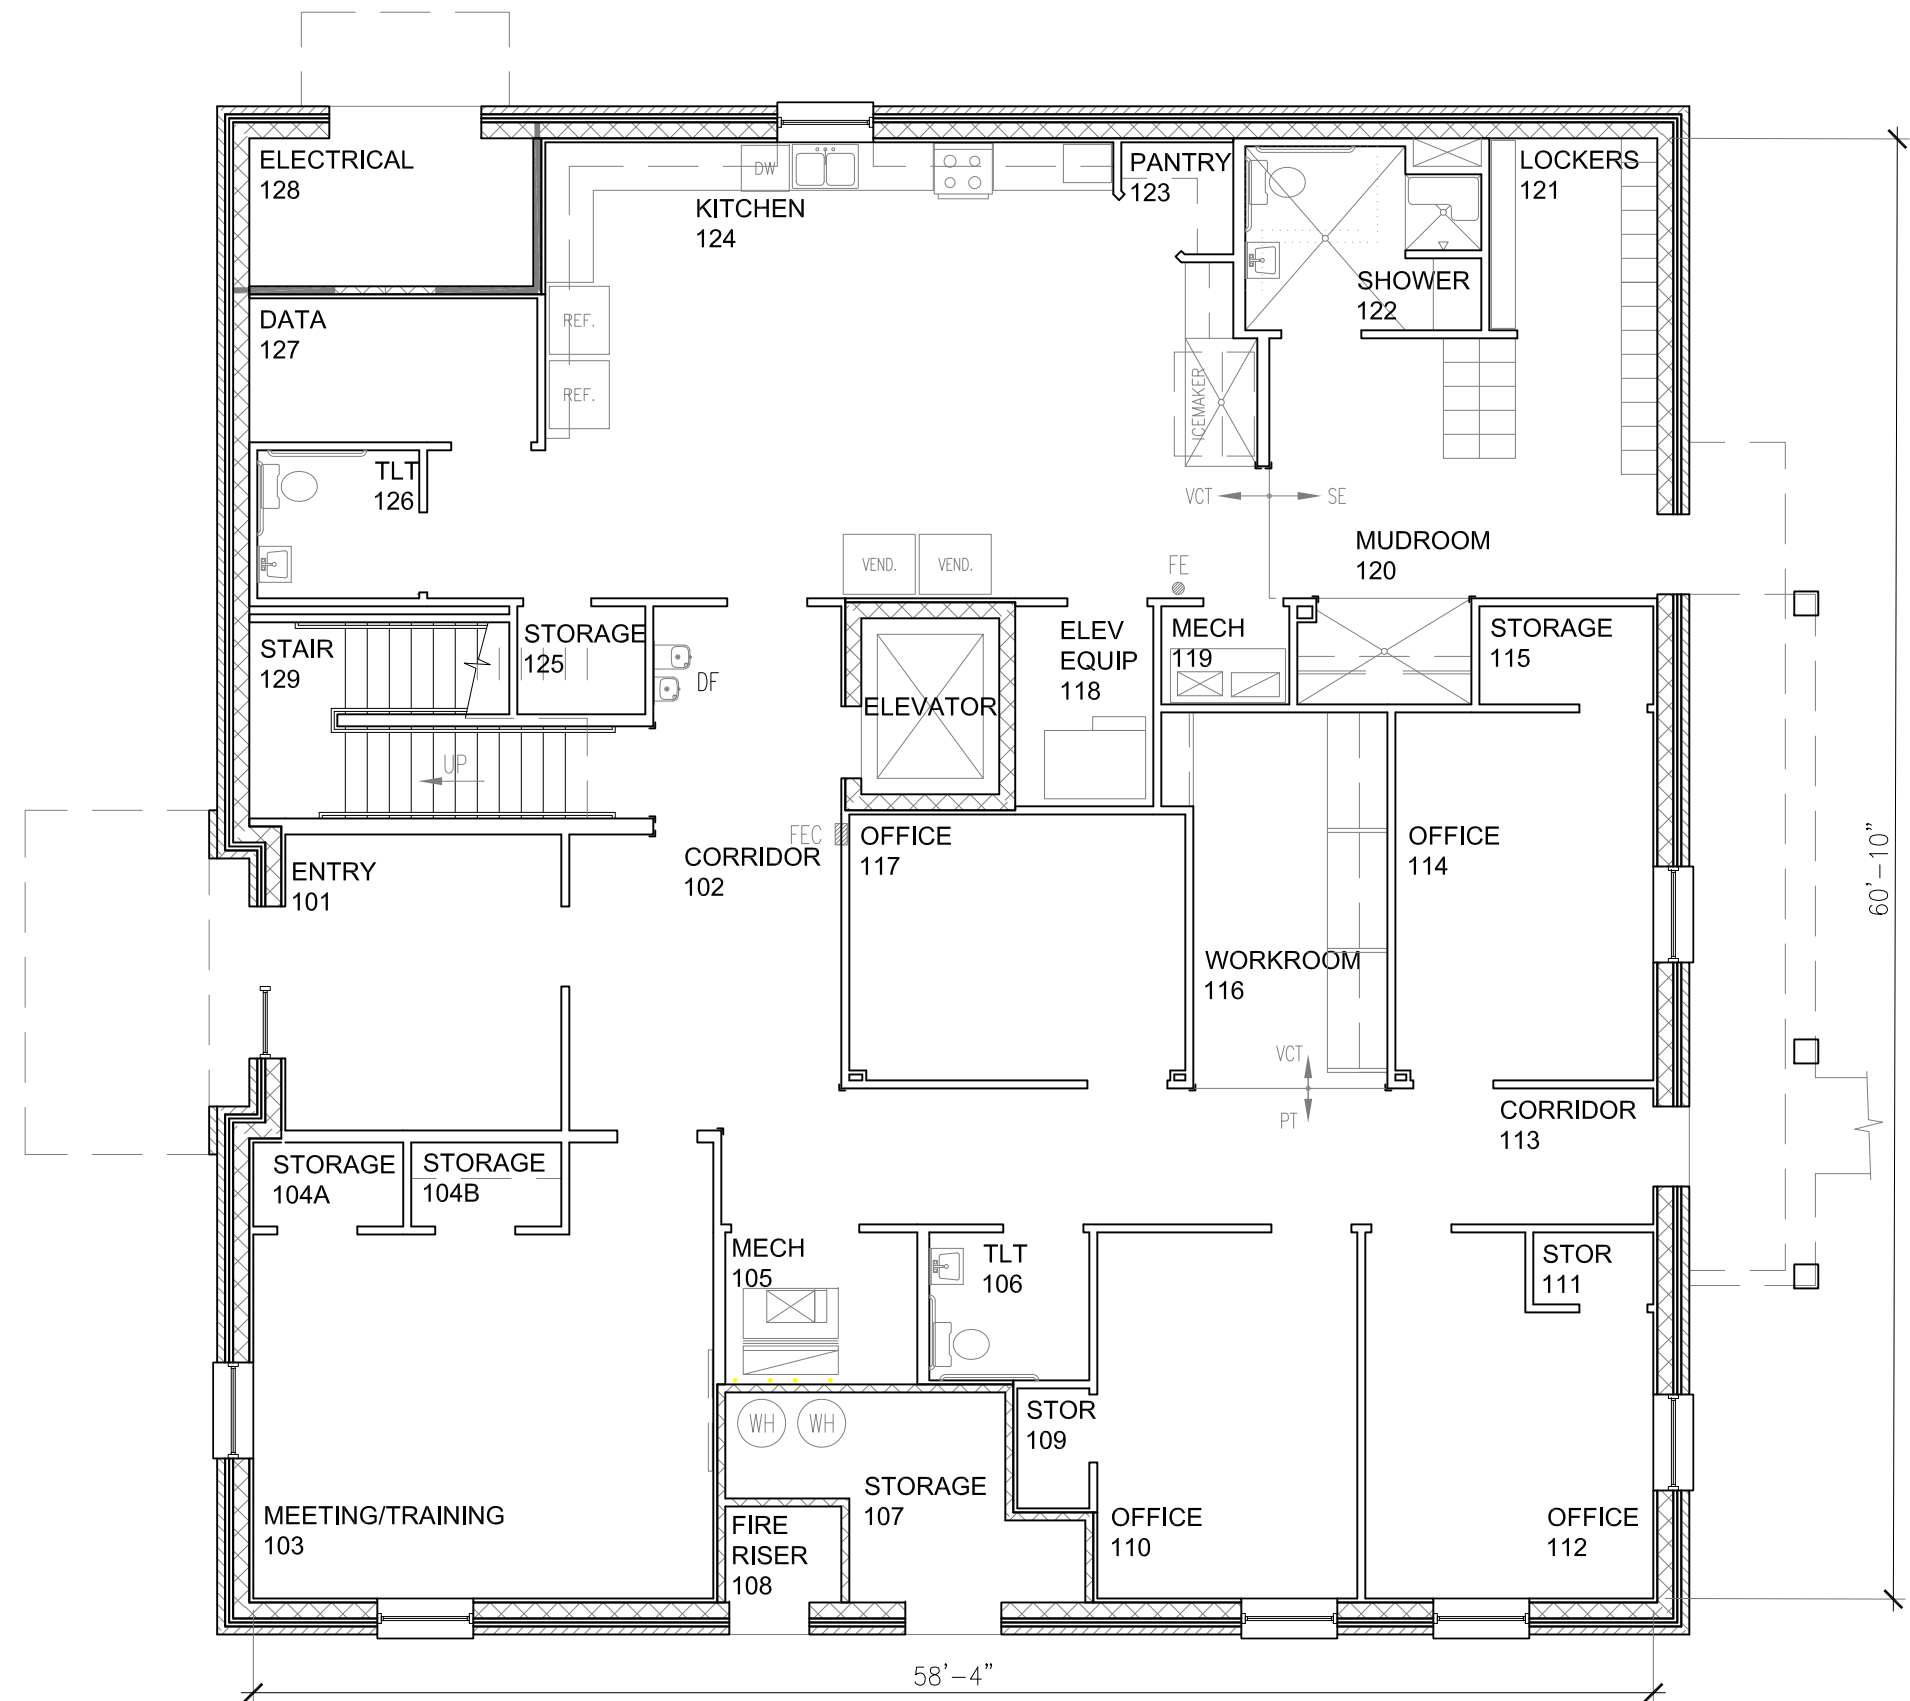 ELECTRICAL
128
DW
KITCHEN
124
PANTRY
123
LOCKERS
121
SHOWER
122
DATA
127
REF.
REF.
ICEMAKER
TLT
126
VCT
SE
MUDROOM
120
VEND.
VEND.
FE
STAIR
129
STORAGE
125
DF
ELEVATOR
ELEV
EQUIP
118
MECH
119
STORAGE
115
UP
FEC
ENTRY
101
CORRIDOR
102
OFFICE
117
OFFICE
114
60'-10"
WORKROOM
116
VCT
PT
CORRIDOR
113
STORAGE
104A
STORAGE
104B
MECH
105
TLT
106
STOR
111
WH
WH
STOR
109
STORAGE
107
MEETING/TRAINING
103
FIRE
RISER
108
OFFICE
110
OFFICE
112
58'-4"